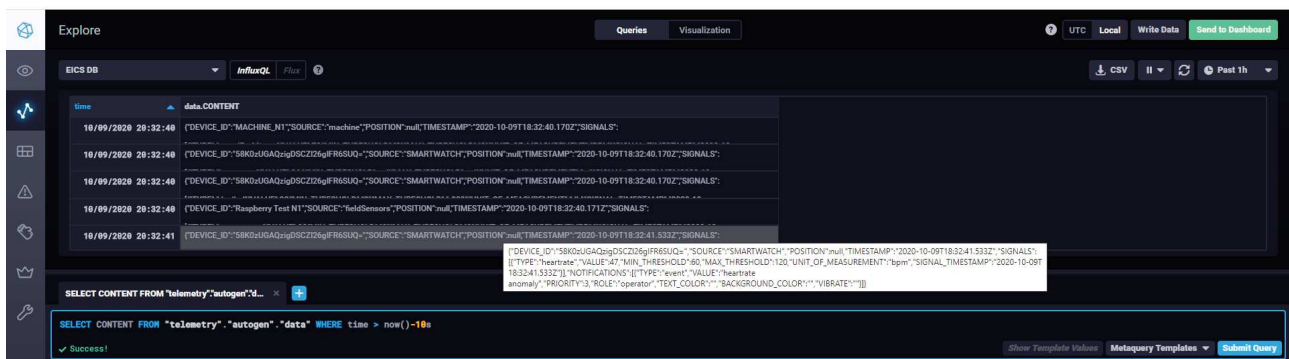 Explore
Queries Visualization
UTC Local Write Data Send to Dashboard
EICS DB InfluxQL Flux
CSV Past 1h
time data.CONTENT
10/09/2020 20:32:40 {"DEVICE_ID":"MACHINE_N1","SOURCE":"machine","POSITION":null,"TIMESTAMP":"2020-10-09T18:32:40.170Z","SIGNALS":
10/09/2020 20:32:40 {"DEVICE_ID":"58K0zUGAQzigDSCZI26gIFR6SUQ=","SOURCE":"SMARTWATCH","POSITION":null,"TIMESTAMP":"2020-10-09T18:32:40.170Z","SIGNALS":
10/09/2020 20:32:40 {"DEVICE_ID":"58K0zUGAQzigDSCZI26gIFR6SUQ=","SOURCE":"SMARTWATCH","POSITION":null,"TIMESTAMP":"2020-10-09T18:32:40.170Z","SIGNALS":
10/09/2020 20:32:40 {"DEVICE_ID":"Raspberry Test N1","SOURCE":"fieldSensors","POSITION":null,"TIMESTAMP":"2020-10-09T18:32:40.171Z","SIGNALS":
10/09/2020 20:32:41 {"DEVICE_ID":"58K0zUGAQzigDSCZI26gIFR6SUQ=","SOURCE":"SMARTWATCH","POSITION":null,"TIMESTAMP":"2020-10-09T18:32:41.533Z","SIGNALS":
{"DEVICE_ID":"58K0zUGAQzigDSCZI26gIFR6SUQ=","SOURCE":"SMARTWATCH","POSITION":null,"TIMESTAMP":"2020-10-09T18:32:41.533Z","SIGNALS":
[{"TYPE":"heartrate","VALUE":47,"MIN_THRESHOLD":60,"MAX_THRESHOLD":120,"UNIT_OF_MEASUREMENT":"bpm","SIGNAL_TIMESTAMP":"2020-10-09T
18:32:41.533Z"}],"NOTIFICATIONS":[{"TYPE":"event","VALUE":"heartrate
anomaly","PRIORITY":3,"ROLE":"operator","TEXT_COLOR":"","BACKGROUND_COLOR":"","VIBRATE":""}]}
SELECT CONTENT FROM "telemetry"."autogen"."d...
SELECT CONTENT FROM "telemetry"."autogen"."data" WHERE time > now()-10s
Success!
Show Template Values Metaquery Templates Submit Query